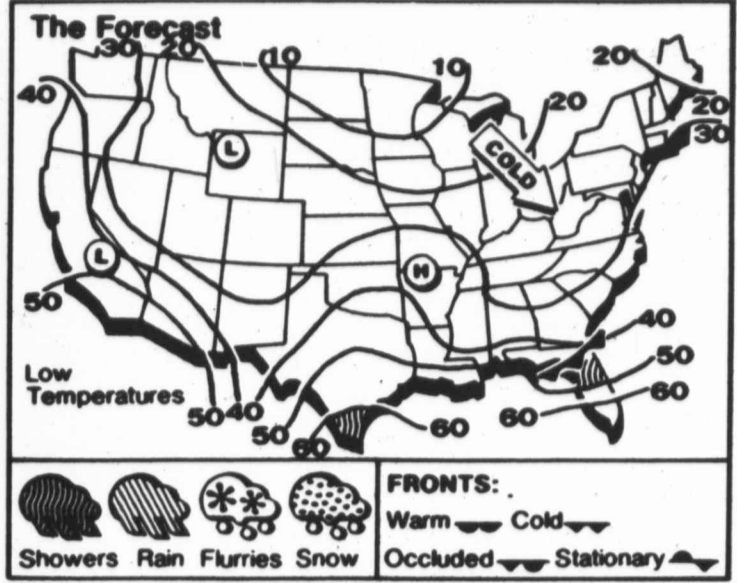 The Forecast
30 20 10 10 20
40 20 20
L 30
COLD
L H
50 40
Low 50
Temperatures 50 40 50 60 60 60 60
FRONTS:
Warm Cold
Showers Rain Flurries Snow Occluded Stationary